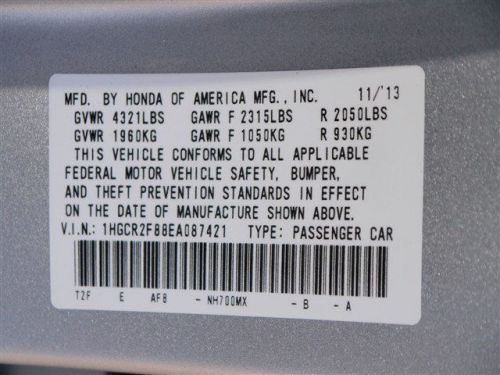 MFD. BY HONDA OF AMERICA MFG., INC. 11/'13
GVWR 4321LBS GAWR F 2315LBS R 2050LBS
GVWR 1960KG GAWR F 1050KG R 930KG
THIS VEHICLE CONFORMS TO ALL APPLICABLE
FEDERAL MOTOR VEHICLE SAFETY, BUMPER,
AND THEFT PREVENTION STANDARDS IN EFFECT
ON THE DATE OF MANUFACTURE SHOWN ABOVE.
V.I.N.: 1HGCR2F88EA087421 TYPE: PASSENGER CAR
T2F E AF8 - NH700MX - B - A